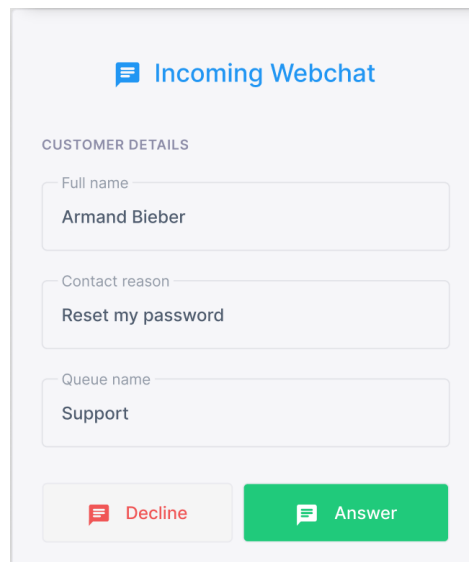 Incoming Webchat
CUSTOMER DETAILS
Full name
Armand Bieber
Contact reason
Reset my password
Queue name
Support
Decline
Answer